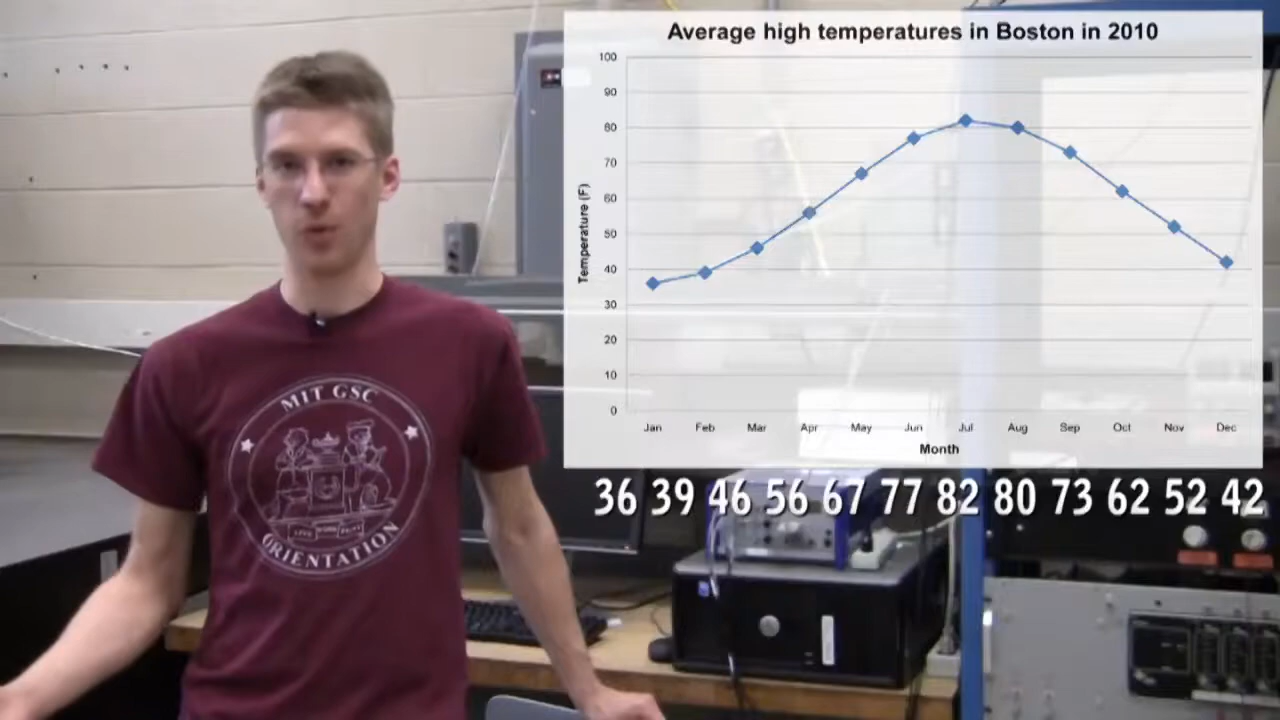 Average high temperatures in Boston in 2010
100
90
80
70
60
50
40
30
20
10
0
Temperature (F)
Jan Feb Mar Apr May Jun Jul Aug Sep Oct Nov Dec
Month
36 39 46 56 67 77 82 80 73 62 52 42
MIT GSC
ORIENTATION